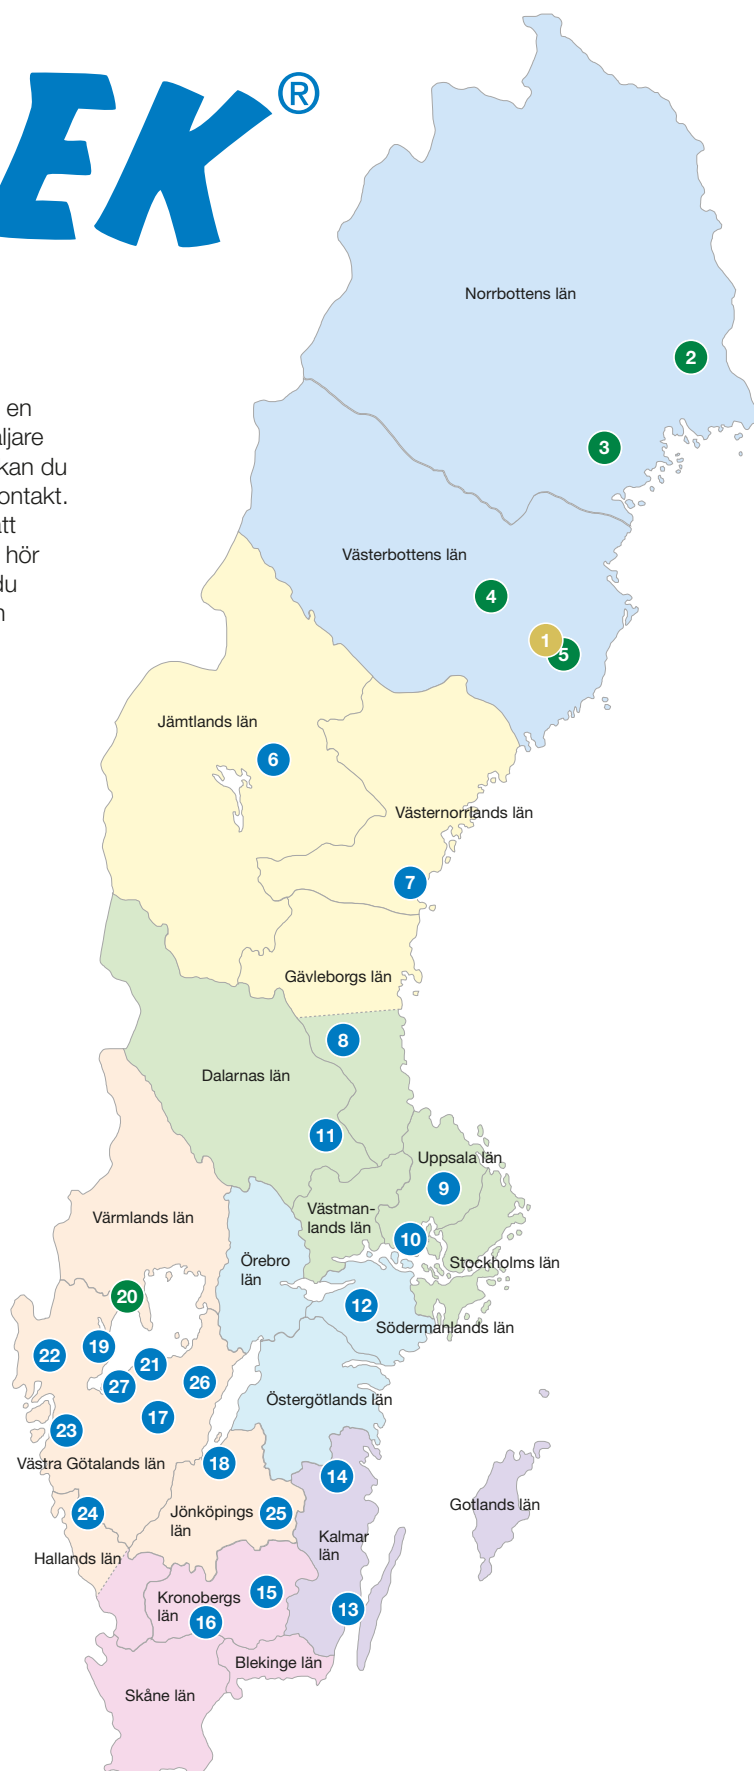 EK®
en
kan du
ontakt.
hör
Norrbottens län
2
3
Västerbottens län
4
1
5
Jämtlands län
6
Västernorrlands län
7
Gävleborgs län
8
Dalarnas län
11
Uppsala län
9
Västman-
lands län
10
Värmlands län
Örebro
län
Stockholms län
20
12
Södermanlands län
22
19
21
27
26
Östergötlands län
17
23
Västra Götalands län
18
14
24
Jönköpings
län
25
Gotlands län
Kalmar
län
Hallands län
Kronobergs
län
15
16
13
Blekinge län
Skåne län